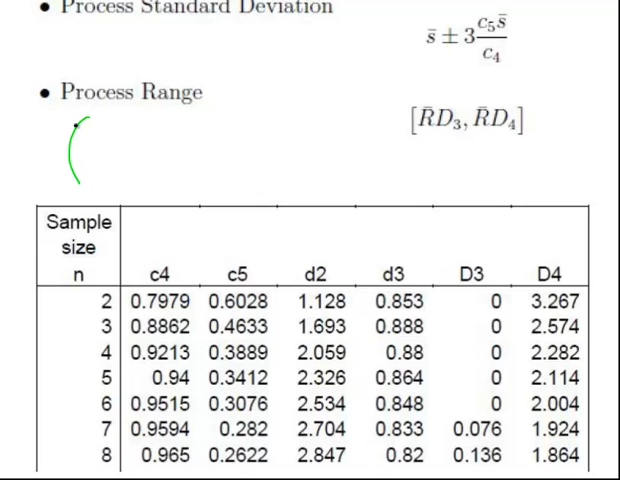 • Process Standard Deviation
s̄ ± 3 c₅s̄ / c₄
• Process Range
[R̄D₃, R̄D₄]
Sample size n c4 c5 d2 d3 D3 D4
2 0.7979 0.6028 1.128 0.853 0 3.267
3 0.8862 0.4633 1.693 0.888 0 2.574
4 0.9213 0.3889 2.059 0.88 0 2.282
5 0.94 0.3412 2.326 0.864 0 2.114
6 0.9515 0.3076 2.534 0.848 0 2.004
7 0.9594 0.282 2.704 0.833 0.076 1.924
8 0.965 0.2622 2.847 0.82 0.136 1.864